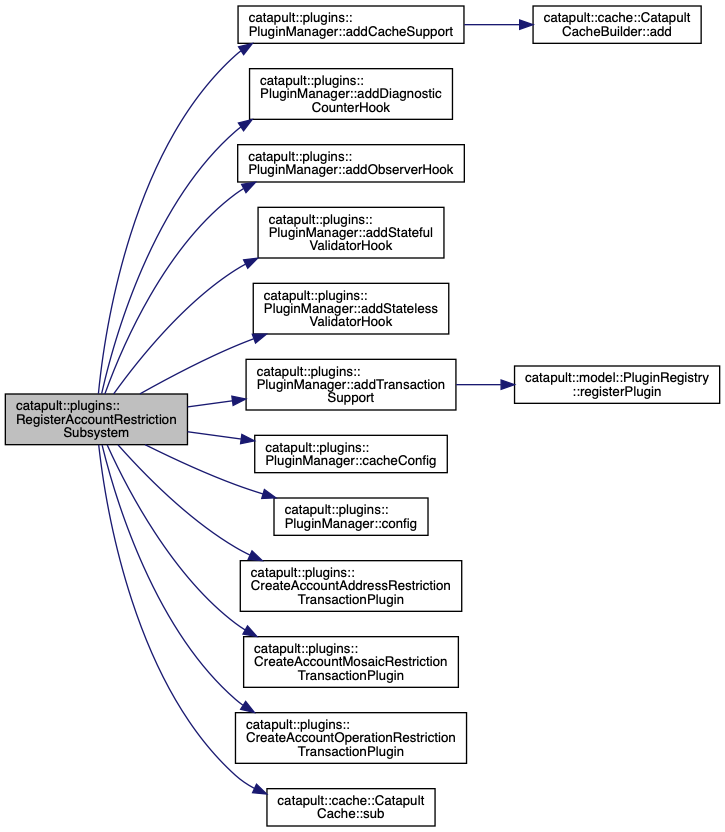 catapult::plugins::
PluginManager::addCacheSupport
catapult::cache::Catapult
CacheBuilder::add
catapult::plugins::
PluginManager::addDiagnostic
CounterHook
catapult::plugins::
PluginManager::addObserverHook
catapult::plugins::
PluginManager::addStateful
ValidatorHook
catapult::plugins::
PluginManager::addStateless
ValidatorHook
catapult::plugins::
PluginManager::addTransaction
Support
catapult::model::PluginRegistry
::registerPlugin
catapult::plugins::
RegisterAccountRestriction
Subsystem
catapult::plugins::
PluginManager::cacheConfig
catapult::plugins::
PluginManager::config
catapult::plugins::
CreateAccountAddressRestriction
TransactionPlugin
catapult::plugins::
CreateAccountMosaicRestriction
TransactionPlugin
catapult::plugins::
CreateAccountOperationRestriction
TransactionPlugin
catapult::cache::Catapult
Cache::sub